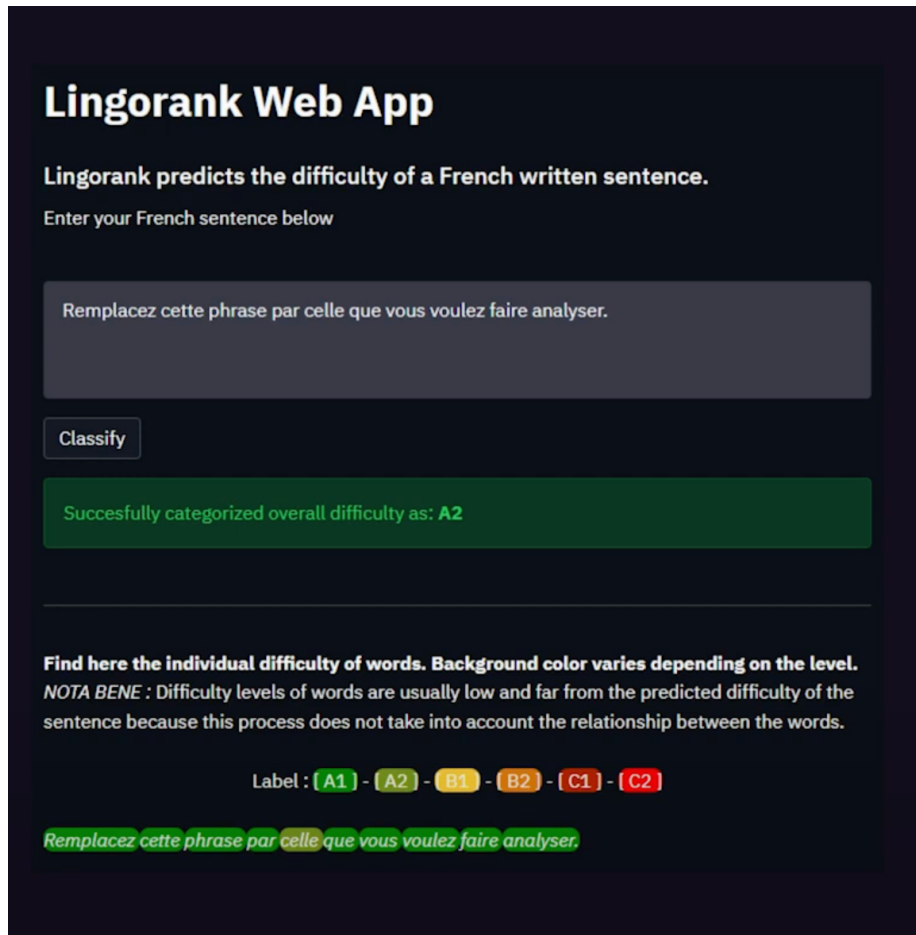 Lingorank Web App
Lingorank predicts the difficulty of a French written sentence.
Enter your French sentence below
Remplacez cette phrase par celle que vous voulez faire analyser.
Classify
Succesfully categorized overall difficulty as: A2
Find here the individual difficulty of words. Background color varies depending on the level.
NOTA BENE : Difficulty levels of words are usually low and far from the predicted difficulty of the
sentence because this process does not take into account the relationship between the words.
Label : [ A1 ] - [ A2 ] - [ B1 ] - [ B2 ] - [ C1 ] - [ C2 ]
Remplacez cette phrase par celle que vous voulez faire analyser.